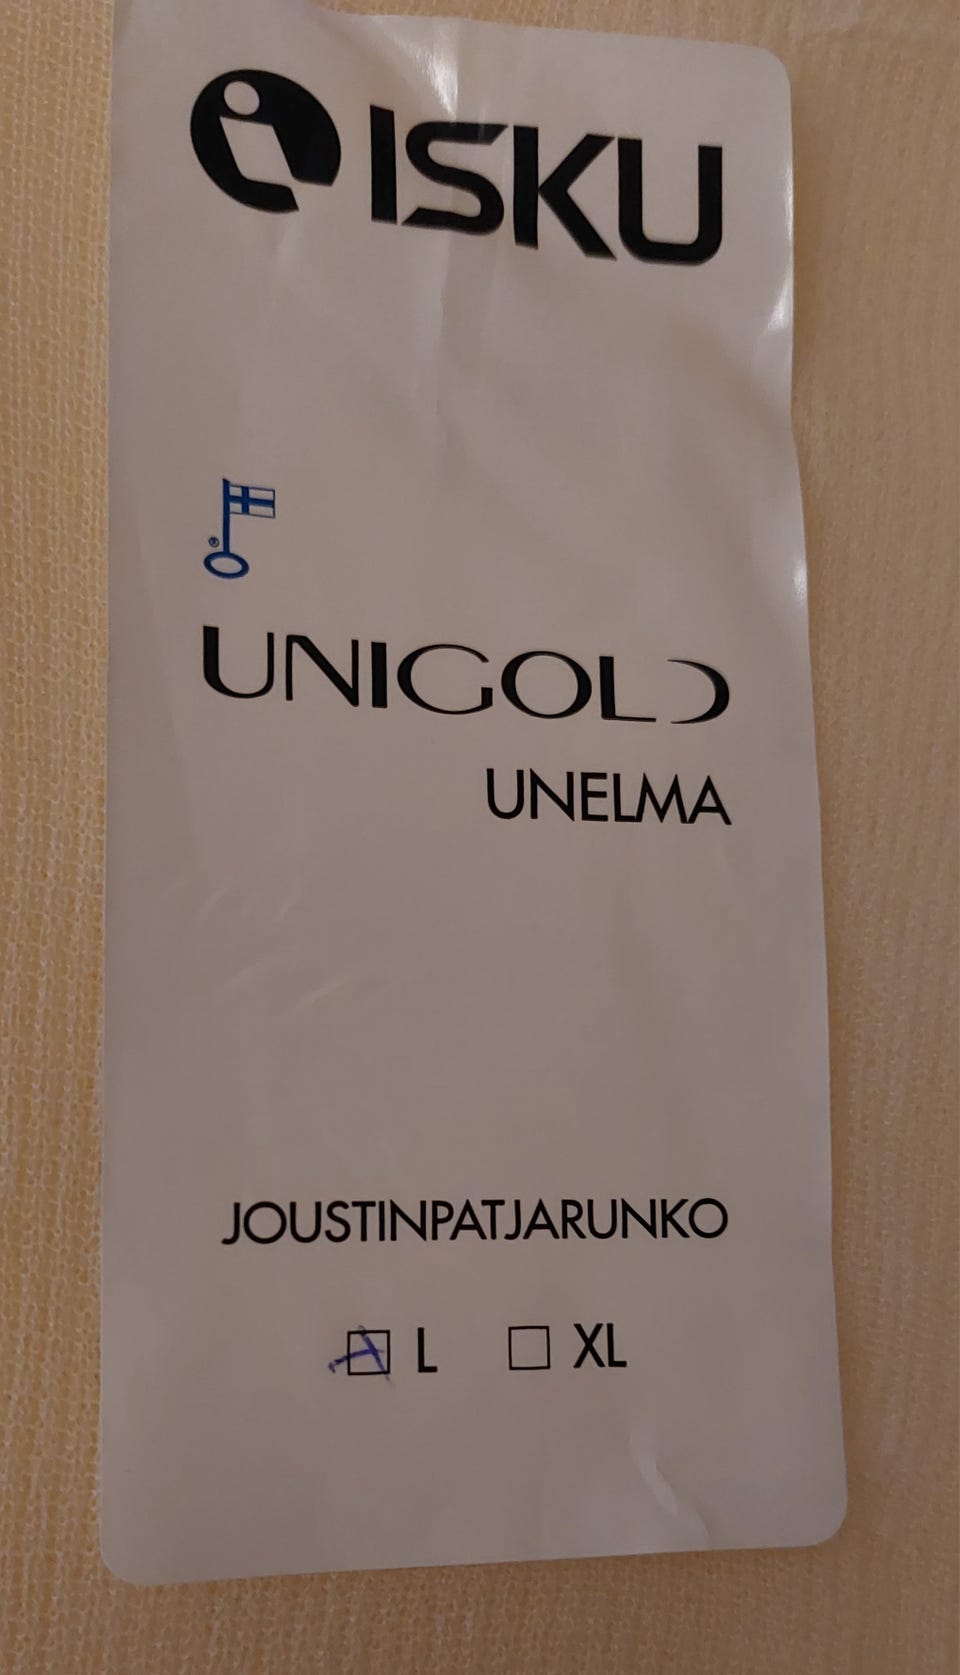 ISKU
®
UNIGOLD
UNELMA
JOUSTINPATJARUNKO
L XL